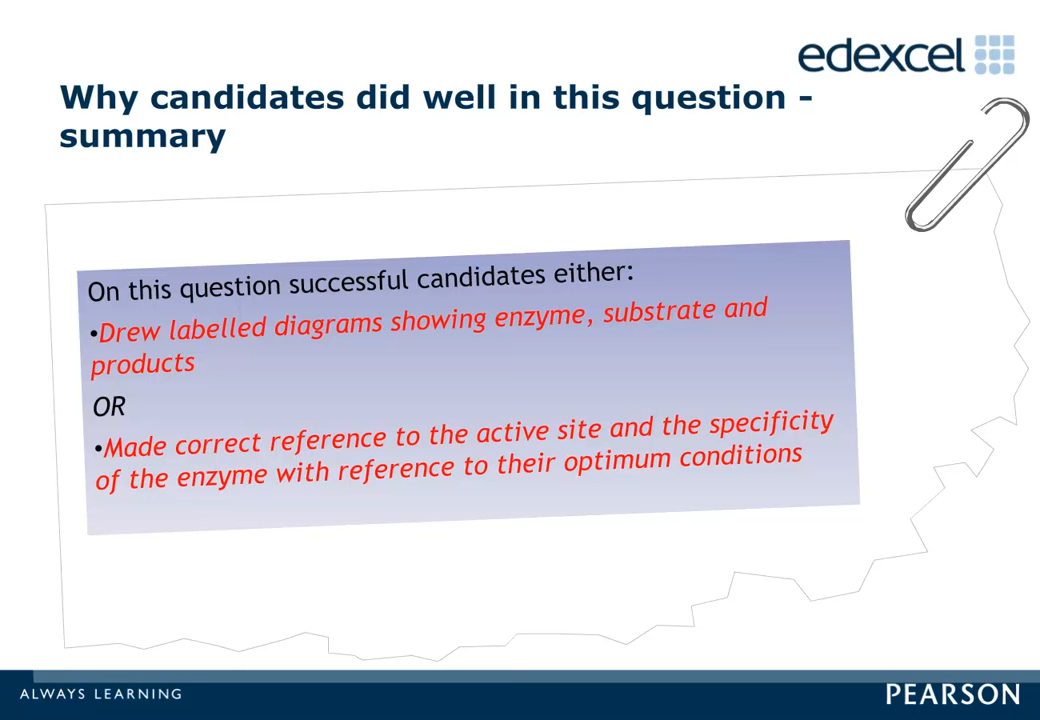 edexcel
Why candidates did well in this question -
summary
On this question successful candidates either:
•Drew labelled diagrams showing enzyme, substrate and
products
OR
•Made correct reference to the active site and the specificity
of the enzyme with reference to their optimum conditions
ALWAYS LEARNING
PEARSON